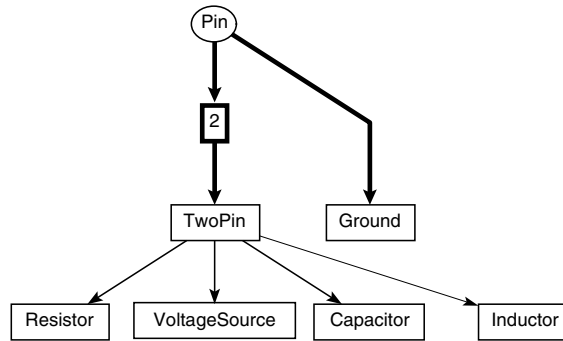 Pin
2
TwoPin
Ground
Resistor
VoltageSource
Capacitor
Inductor